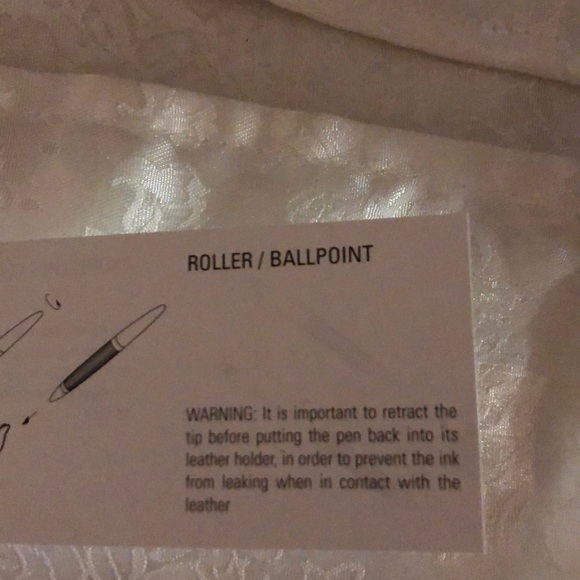 ROLLER / BALLPOINT
WARNING: It is important to retract the
tip before putting the pen back into its
leather holder, in order to prevent the ink
from leaking when in contact with the
leather